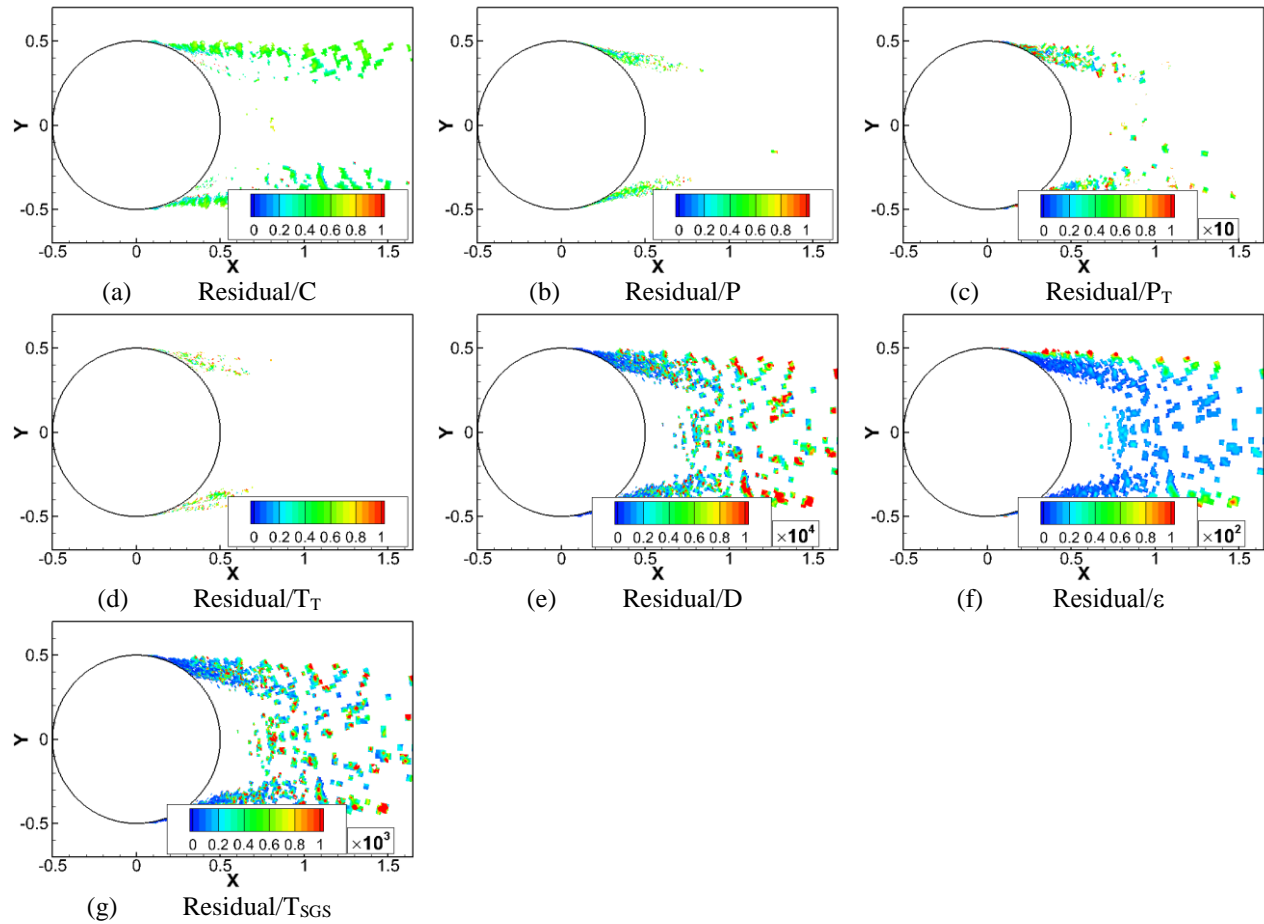 0.5
Y 0
-0.5
0 0.2 0.4 0.6 0.8 1
-0.5 0 0.5 1 1.5
X
(a) Residual/C
0.5
Y 0
-0.5
0 0.2 0.4 0.6 0.8 1
-0.5 0 0.5 1 1.5
X
(b) Residual/P
0.5
Y 0
-0.5
0 0.2 0.4 0.6 0.8 1
×10
-0.5 0 0.5 1 1.5
X
(c) Residual/P_T
0.5
Y 0
-0.5
0 0.2 0.4 0.6 0.8 1
-0.5 0 0.5 1 1.5
X
(d) Residual/T_T
0.5
Y 0
-0.5
0 0.2 0.4 0.6 0.8 1
×10⁴
-0.5 0 0.5 1 1.5
X
(e) Residual/D
0.5
Y 0
-0.5
0 0.2 0.4 0.6 0.8 1
×10²
-0.5 0 0.5 1 1.5
X
(f) Residual/ε
0.5
Y 0
-0.5
0 0.2 0.4 0.6 0.8 1
×10³
-0.5 0 0.5 1 1.5
X
(g) Residual/T_SGS